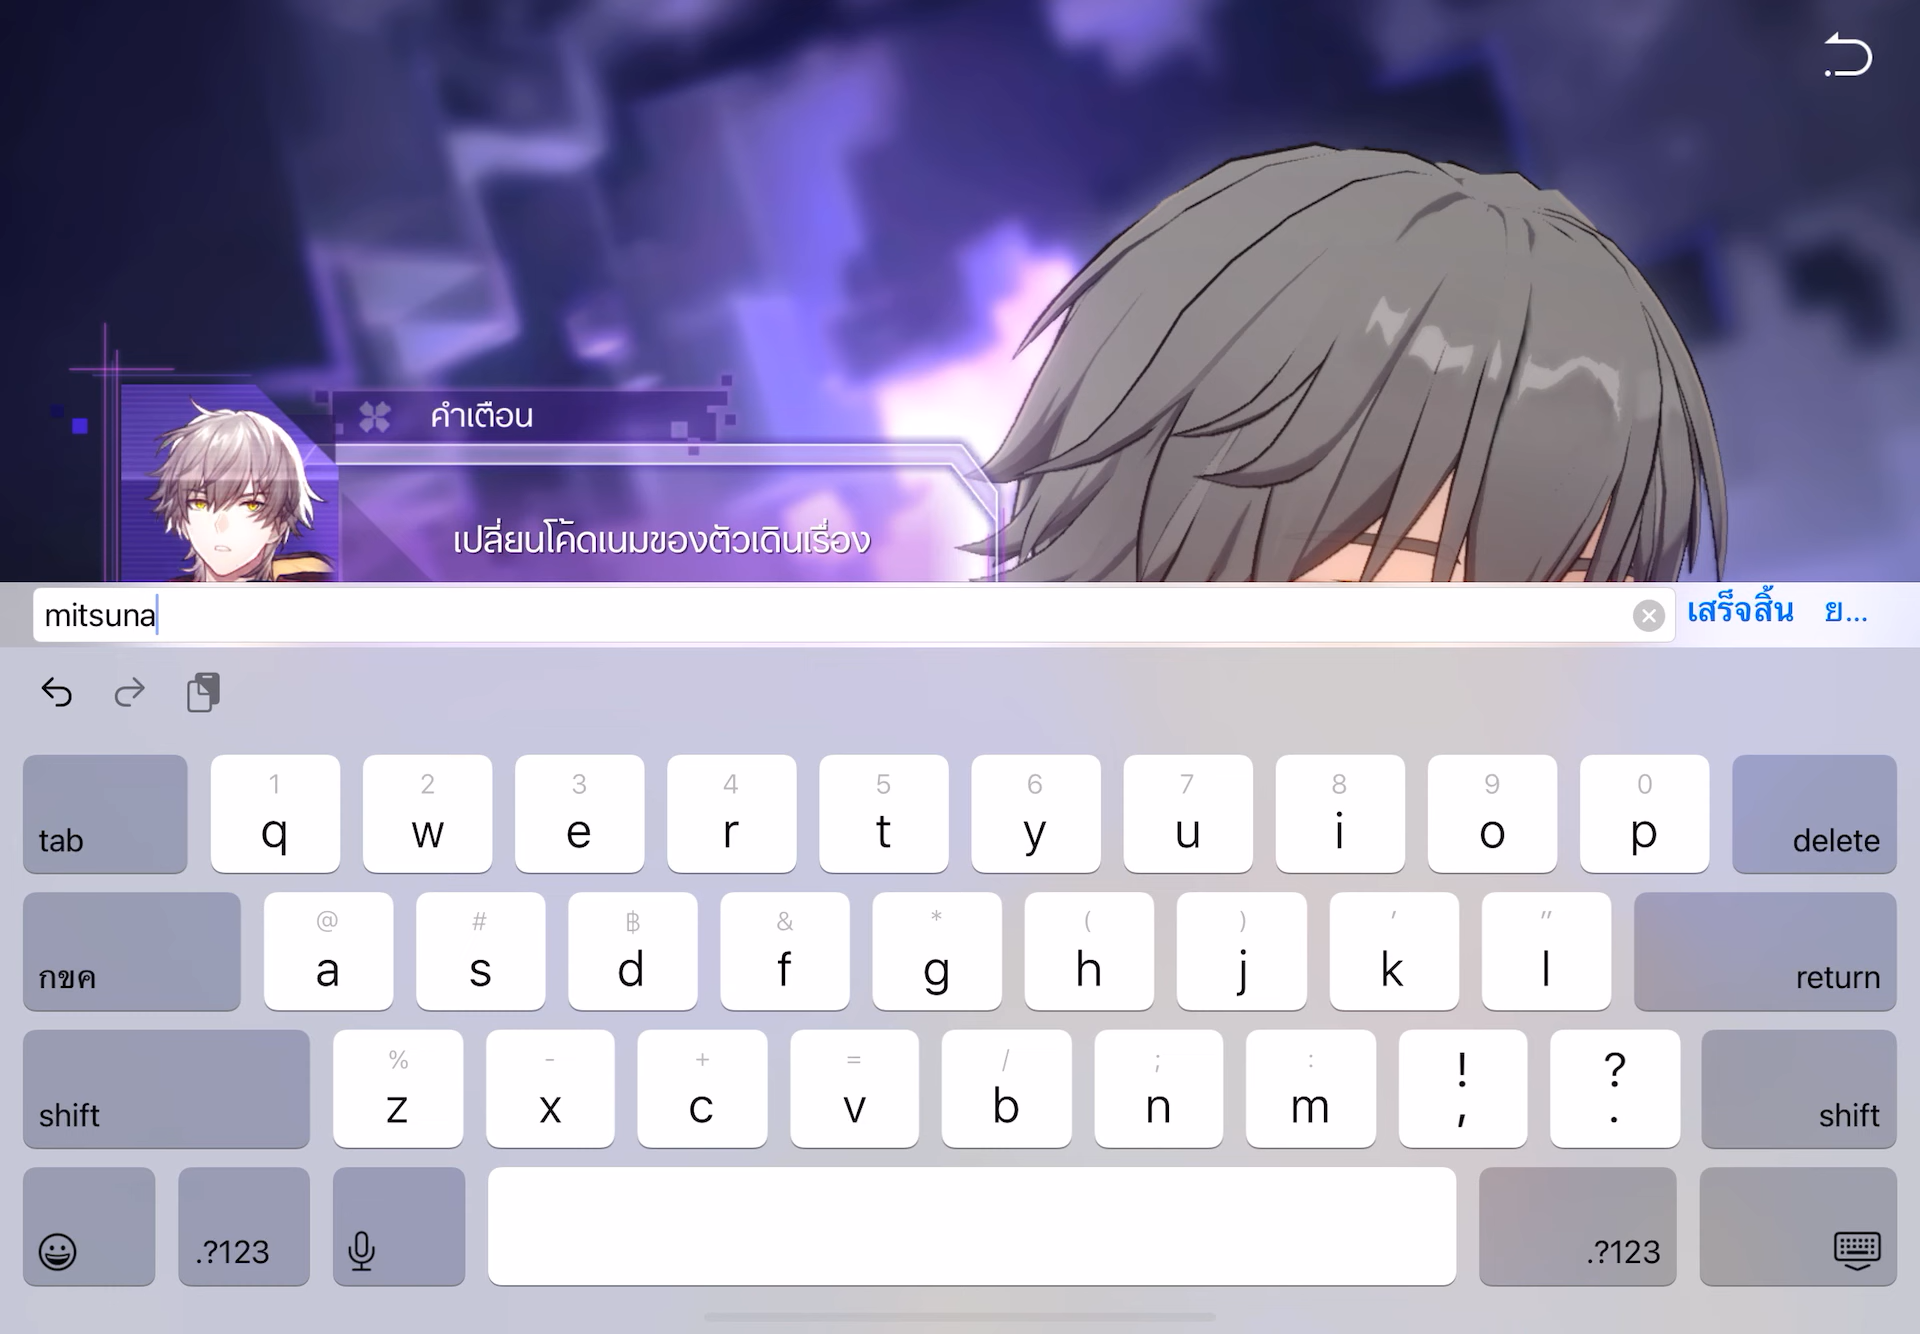 คำเตือน
เปลี่ยนโค้ดเนมของตัวเดินเรื่อง
mitsuna
เสร็จสิ้น ย...
1 2 3 4 5 6 7 8 9 0
tab q w e r t y u i o p delete
@ # ฿ & * ( ) ' "
กขค a s d f g h j k l return
% - + = / ; : ! ?
shift z x c v b n m , . shift
.?123 .?123